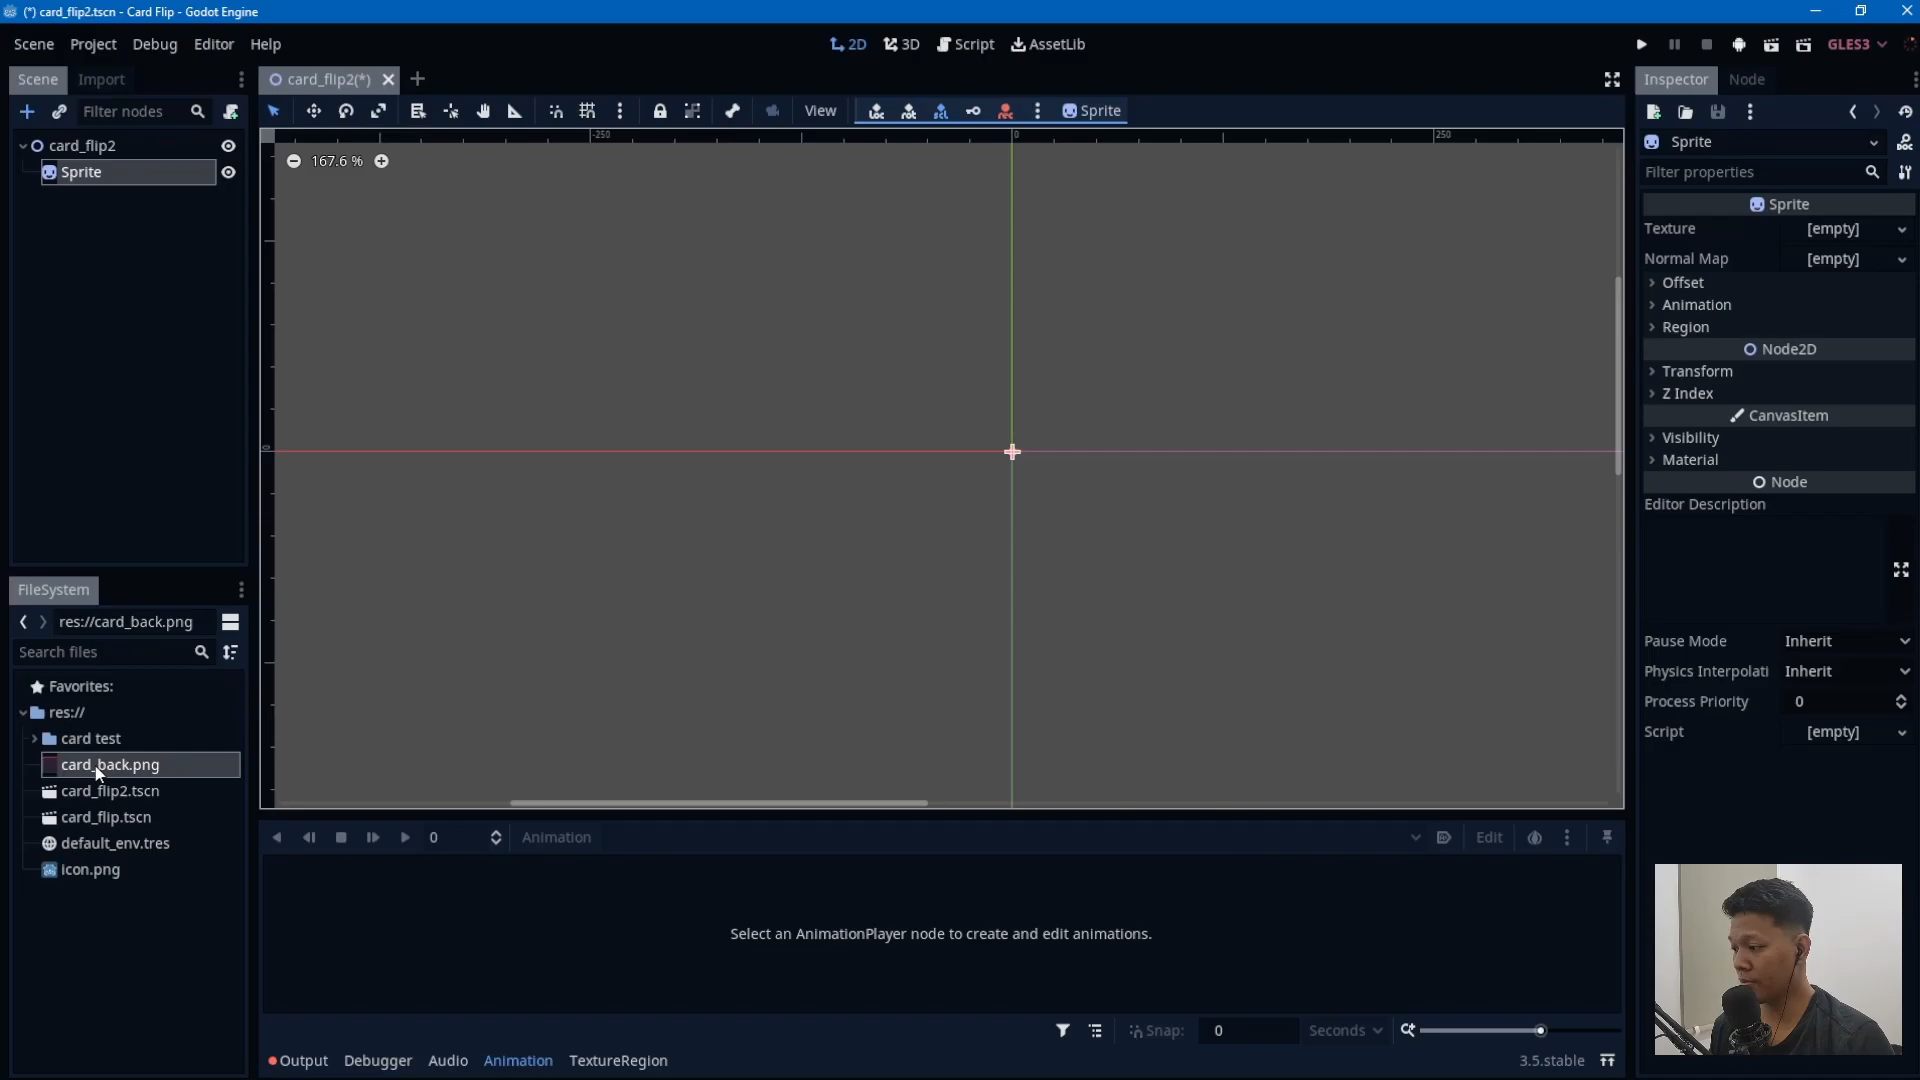 (*) card_flip2.tscn - Card Flip - Godot Engine
Scene Project Debug Editor Help
2D 3D Script AssetLib
GLES3
Scene Import
card_flip2(*)
Inspector Node
Filter nodes
View
Sprite
card_flip2
Sprite
-250 0 250
167.6 %
Sprite
Filter properties
Sprite
Texture [empty]
Normal Map [empty]
Offset
Animation
Region
Node2D
Transform
Z Index
CanvasItem
Visibility
Material
Node
Editor Description
Pause Mode Inherit
Physics Interpolati Inherit
Process Priority 0
Script [empty]
FileSystem
res://card_back.png
Search files
Favorites:
res://
card test
card_back.png
card_flip2.tscn
card_flip.tscn
default_env.tres
icon.png
0
0 Animation Edit
Select an AnimationPlayer node to create and edit animations.
Snap: 0 Seconds
Output Debugger Audio Animation TextureRegion
3.5.stable